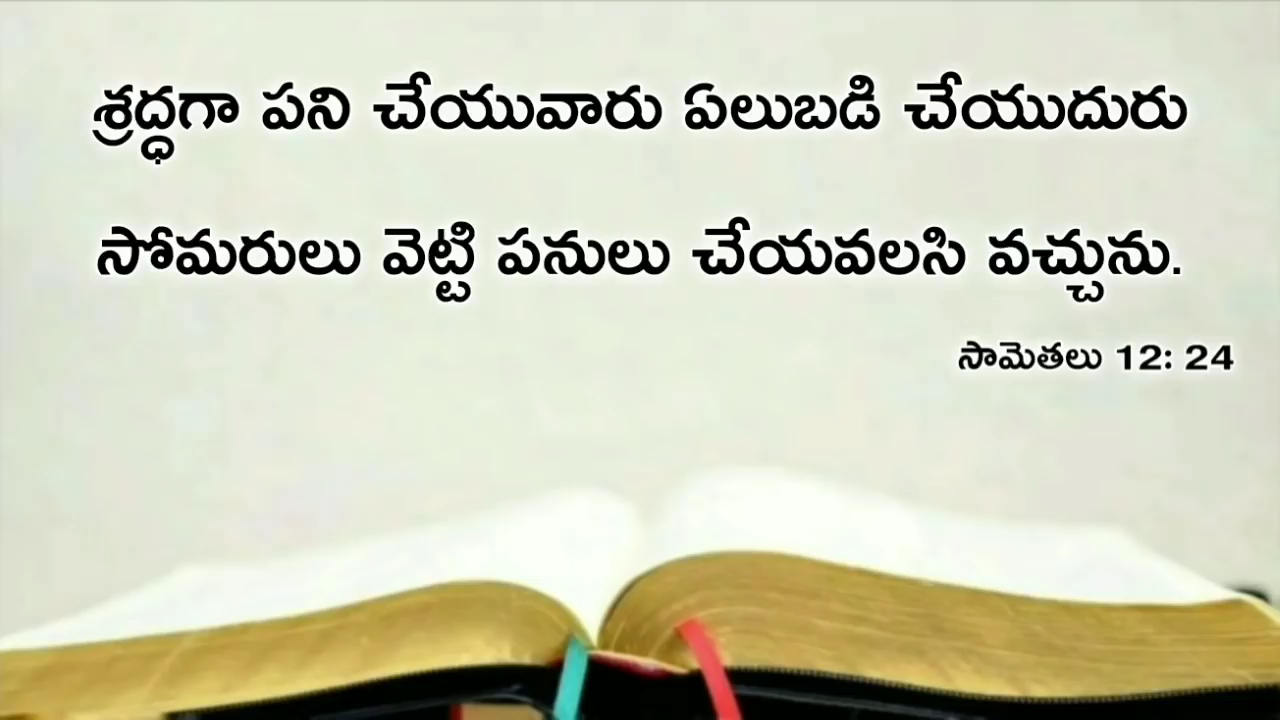 శ్రద్ధగా పని చేయువారు ఏలుబడి చేయుదురు
సోమరులు వెట్టి పనులు చేయవలసి వచ్చును.
సామెతలు 12: 24